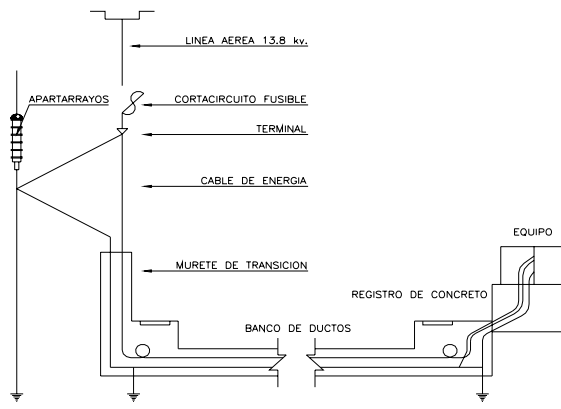 LINEA AEREA 13.8 kv.
APARTARRAYOS
CORTACIRCUITO FUSIBLE
TERMINAL
CABLE DE ENERGIA
EQUIPO
MURETE DE TRANSICION
REGISTRO DE CONCRETO
BANCO DE DUCTOS